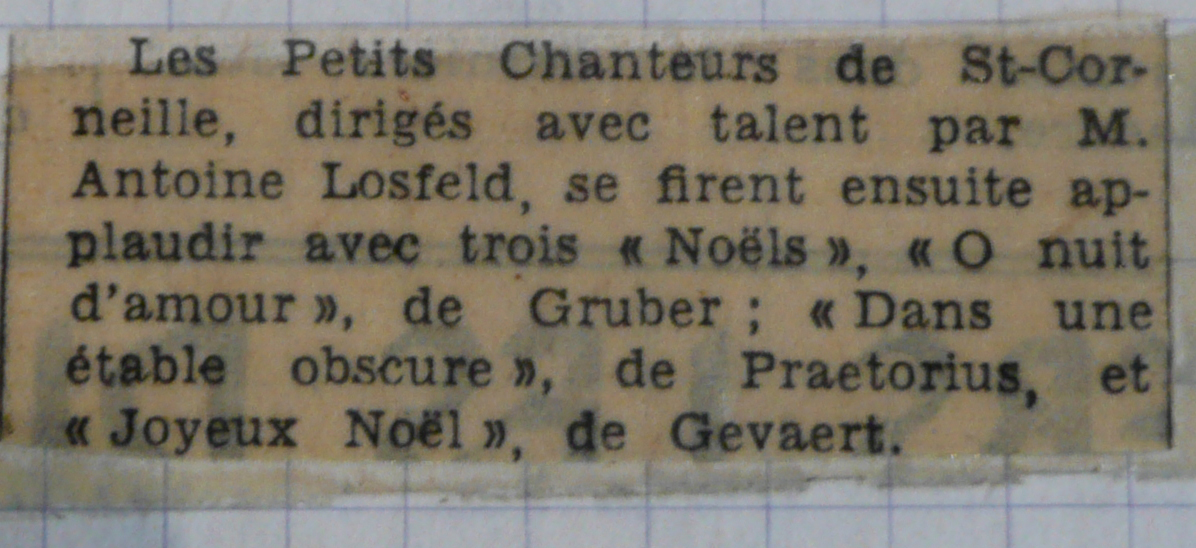 Les Petits Chanteurs de St-Cor-
neille, dirigés avec talent par M.
Antoine Losfeld, se firent ensuite ap-
plaudir avec trois « Noëls », « O nuit
d'amour », de Gruber ; « Dans une
étable obscure », de Praetorius, et
« Joyeux Noël », de Gevaert.